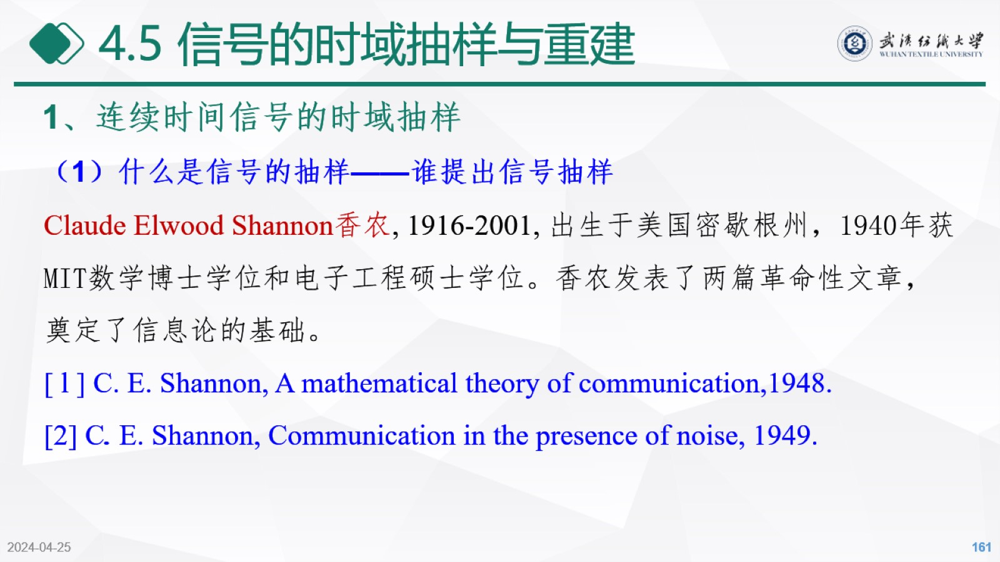 4.5 信号的时域抽样与重建
武汉纺织大学
WUHAN TEXTILE UNIVERSITY
1、连续时间信号的时域抽样
（1）什么是信号的抽样——谁提出信号抽样
Claude Elwood Shannon香农, 1916-2001, 出生于美国密歇根州，1940年获
MIT数学博士学位和电子工程硕士学位。香农发表了两篇革命性文章，
奠定了信息论的基础。
[ 1 ] C. E. Shannon, A mathematical theory of communication,1948.
[2] C. E. Shannon, Communication in the presence of noise, 1949.
2024-04-25
161